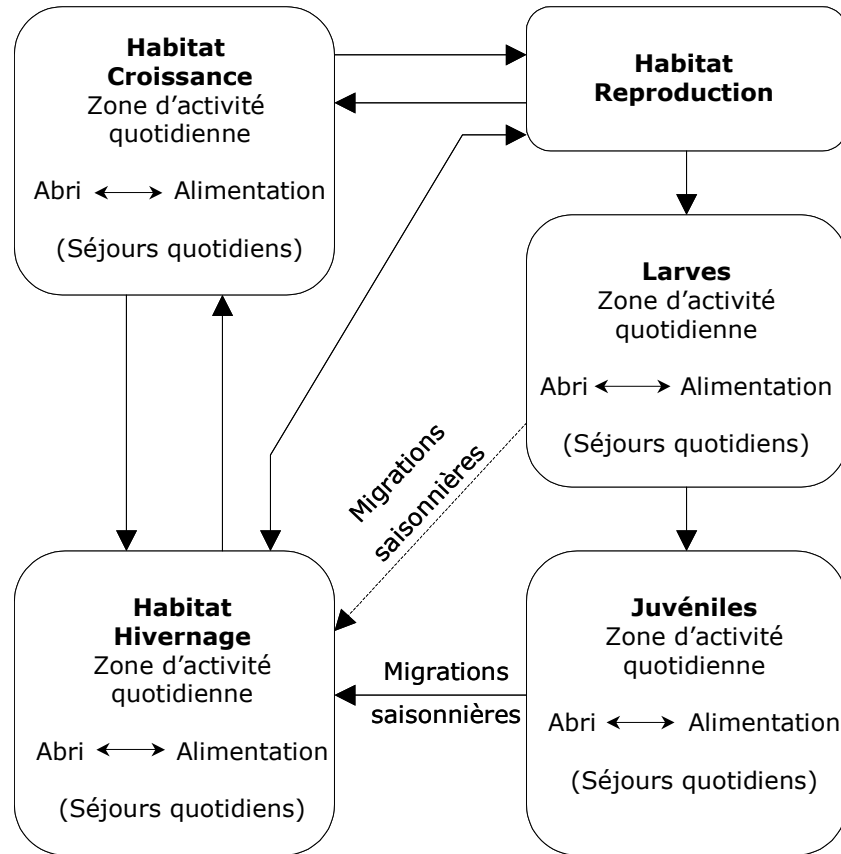 Habitat
Croissance
Zone d’activité
quotidienne
Abri Alimentation
(Séjours quotidiens)
Habitat
Reproduction
Larves
Zone d’activité
quotidienne
Abri Alimentation
(Séjours quotidiens)
Migrations
saisonnières
Habitat
Hivernage
Zone d’activité
quotidienne
Abri Alimentation
(Séjours quotidiens)
Migrations
saisonnières
Juvéniles
Zone d’activité
quotidienne
Abri Alimentation
(Séjours quotidiens)